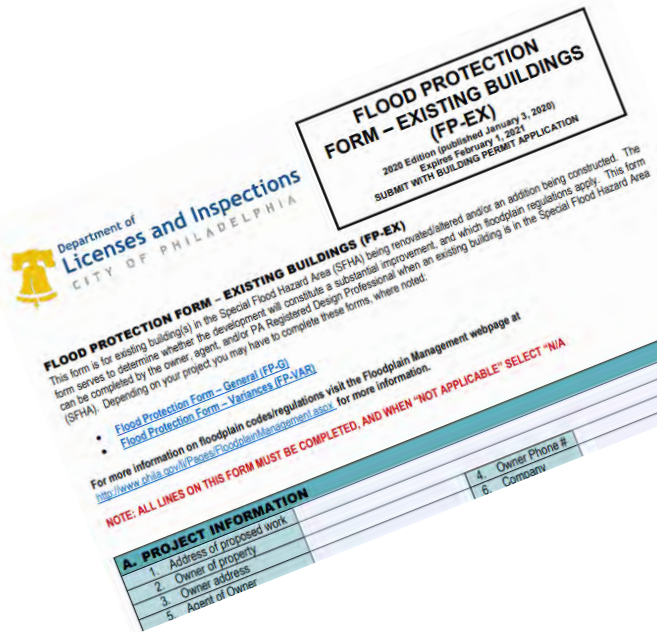 FLOOD PROTECTION
FORM – EXISTING BUILDINGS
(FP-EX)
2020 Edition (published January 3, 2020)
Expires February 1, 2021
SUBMIT WITH BUILDING PERMIT APPLICATION
Department of
Licenses and Inspections
CITY OF PHILADELPHIA
FLOOD PROTECTION FORM – EXISTING BUILDINGS (FP-EX)
This form is for existing building(s) in the Special Flood Hazard Area (SFHA) being renovated/altered and/or an addition being constructed. The
form serves to determine whether the development will constitute a substantial improvement, and which floodplain regulations apply. This form
can be completed by the owner, agent, and/or PA Registered Design Professional when an existing building is in the Special Flood Hazard Area
(SFHA). Depending on your project you may have to complete these forms, where noted:
• Flood Protection Form – General (FP-G)
• Flood Protection Form – Variances (FP-VAR)
For more information on floodplain codes/regulations visit the Floodplain Management webpage at
http://www.phila.gov/li/Pages/FloodplainManagement.aspx for more information.
NOTE: ALL LINES ON THIS FORM MUST BE COMPLETED, AND WHEN "NOT APPLICABLE" SELECT "N/A
A. PROJECT INFORMATION
1. Address of proposed work
2. Owner of property
3. Owner address
4. Owner Phone #
5. Agent of Owner
6. Company